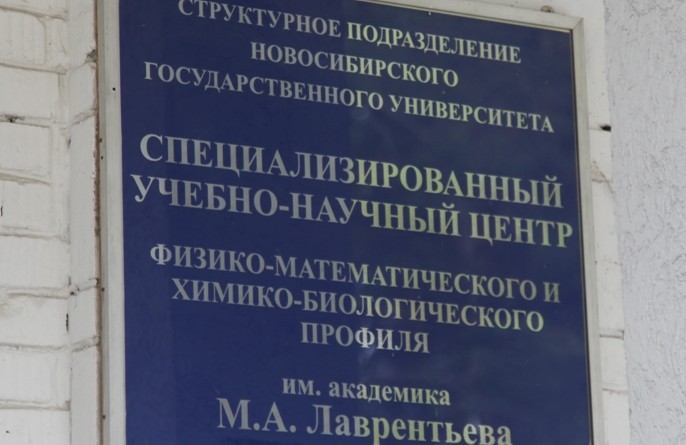 СТРУКТУРНОЕ ПОДРАЗДЕЛЕНИЕ
НОВОСИБИРСКОГО
ГОСУДАРСТВЕННОГО УНИВЕРСИТЕТА
СПЕЦИАЛИЗИРОВАННЫЙ
УЧЕБНО-НАУЧНЫЙ ЦЕНТР
ФИЗИКО-МАТЕМАТИЧЕСКОГО И
ХИМИКО-БИОЛОГИЧЕСКОГО
ПРОФИЛЯ
им. академика
М.А. Лаврентьева